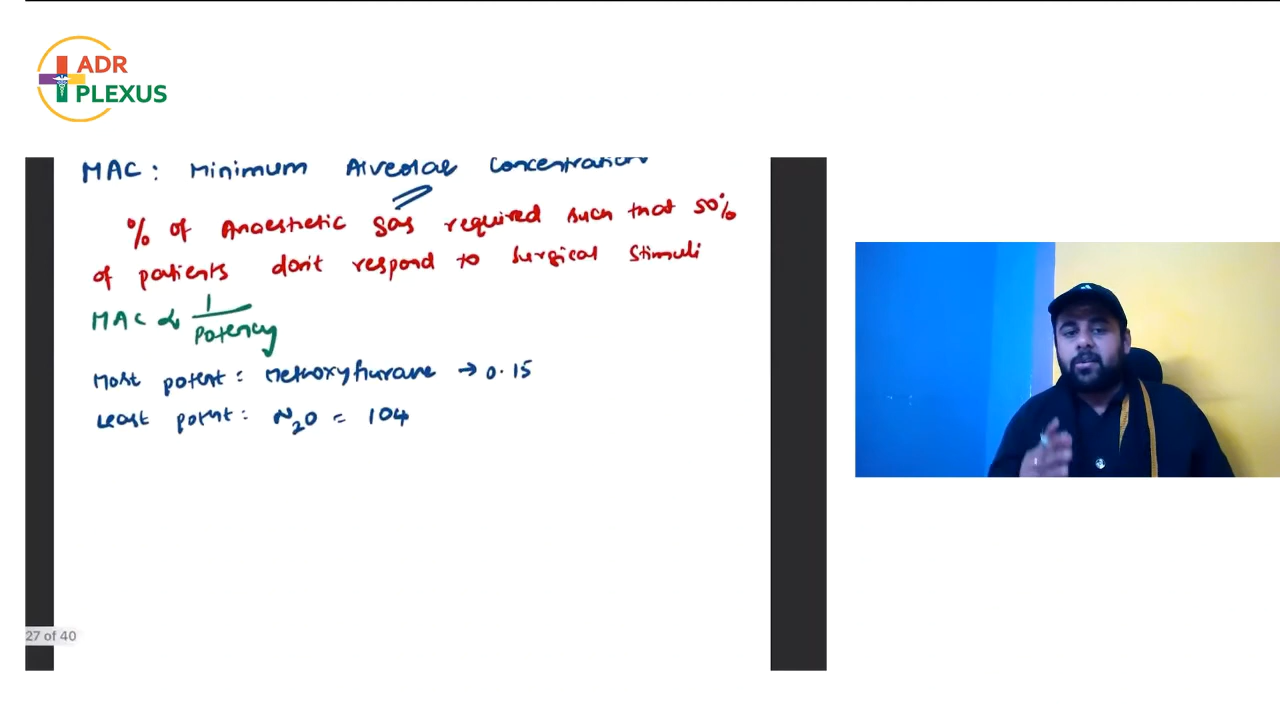 ADR
PLEXUS
MAC: Minimum Alveolar Concentration
% of Anaesthetic gas required such that 50%
of patients don't respond to surgical stimuli
MAC ∝ 1/Potency
Most potent: Methoxyflurane → 0.15
Least potent: N₂O = 104
27 of 40